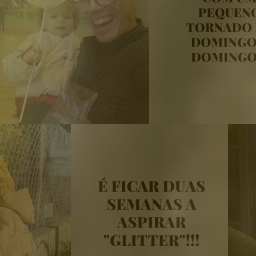 PEQUENO
TORNADO
DOMINGO
DOMINGO
É FICAR DUAS
SEMANAS A
ASPIRAR
"GLITTER"!!!